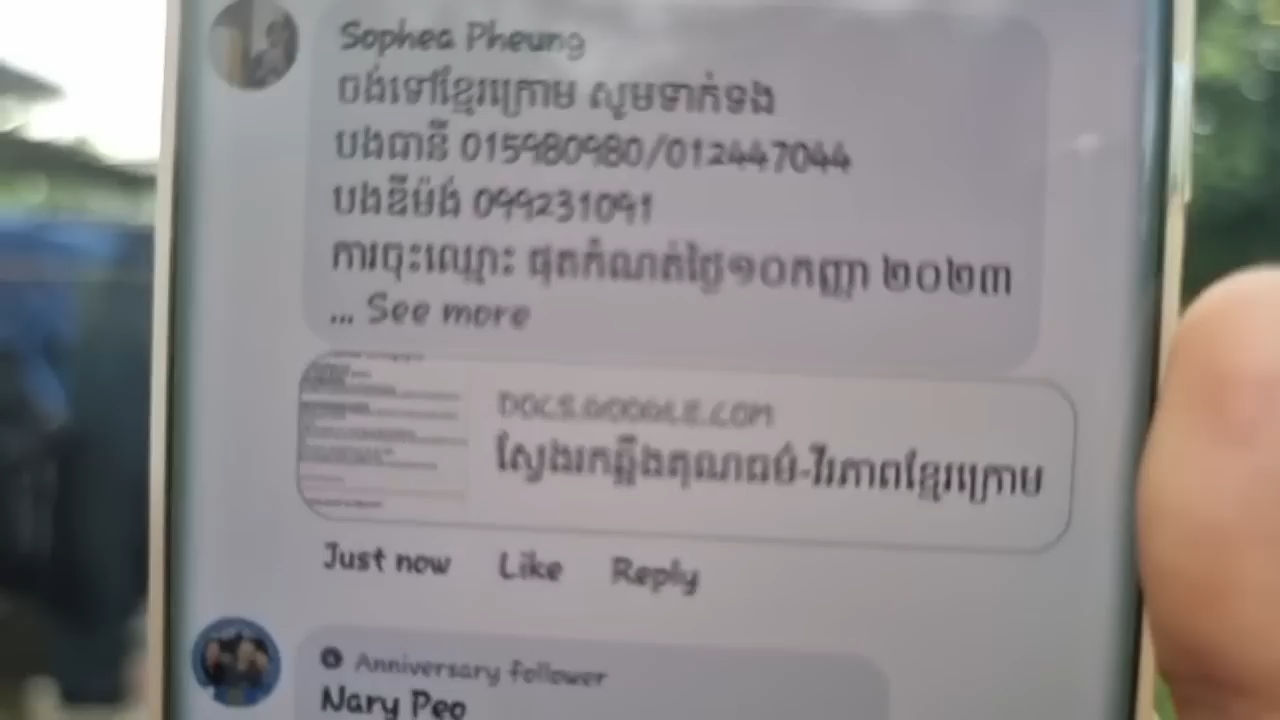 Sophea Pheung
ចង់ទៅខ្មែរក្រោម សូមទាក់ទង
បងធានី 015980980/012447044
បងឌីម៉ង់ 099231091
ការចុះឈ្មោះ ផុតកំណត់ថ្ងៃ១០កញ្ញា ២០២៣
... See more
DOCS.GOOGLE.COM
ស្វែងរកឆ្អឹងគុណធម៌-វីរភាពខ្មែរក្រោម
Just now Like Reply
Anniversary follower
Nary Peo